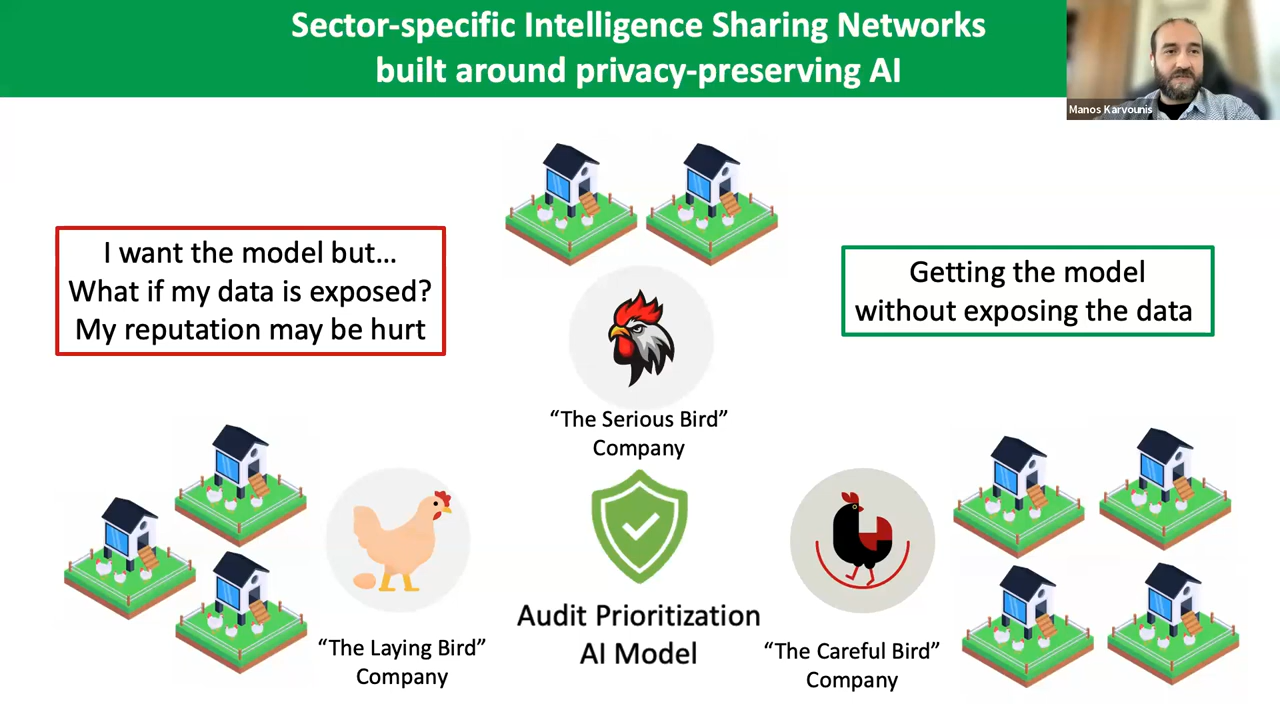 Sector-specific Intelligence Sharing Networks
built around privacy-preserving AI
Manos Karvounis
I want the model but…
What if my data is exposed?
My reputation may be hurt
Getting the model
without exposing the data
“The Serious Bird”
Company
Audit Prioritization
AI Model
“The Laying Bird”
Company
“The Careful Bird”
Company